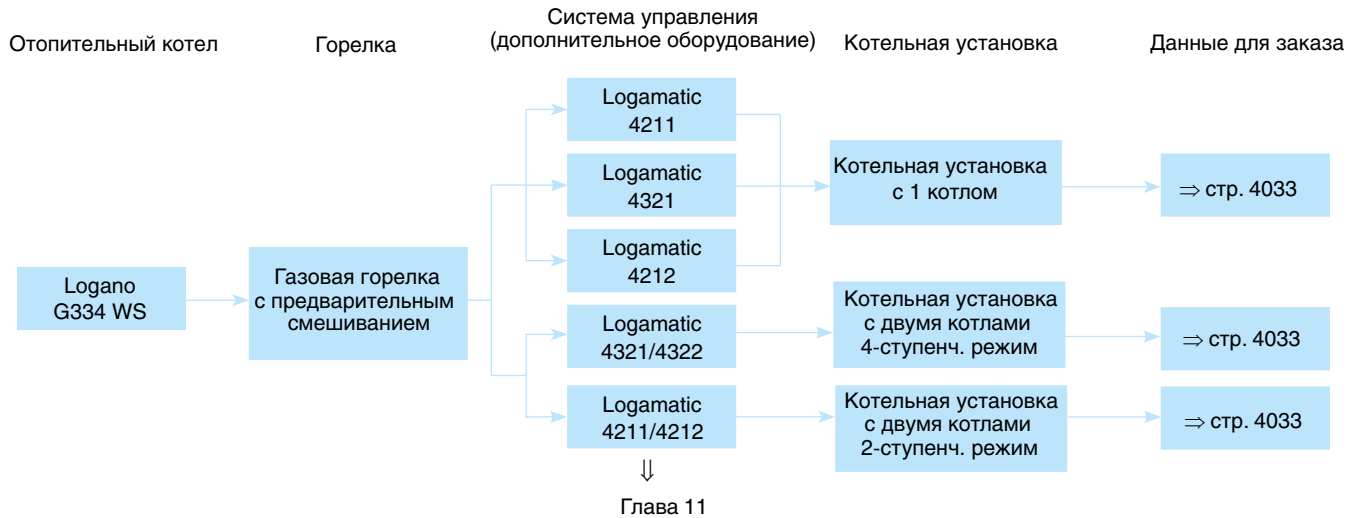 Отопительный котел
Горелка
Система управления
(дополнительное оборудование)
Котельная установка
Данные для заказа
Logano
G334 WS
Газовая горелка
с предварительным
смешиванием
Logamatic
4211
Logamatic
4321
Logamatic
4212
Logamatic
4321/4322
Logamatic
4211/4212
⇓
Глава 11
Котельная установка
с 1 котлом
Котельная установка
с двумя котлами
4-ступенч. режим
Котельная установка
с двумя котлами
2-ступенч. режим
⇒ стр. 4033
⇒ стр. 4033
⇒ стр. 4033